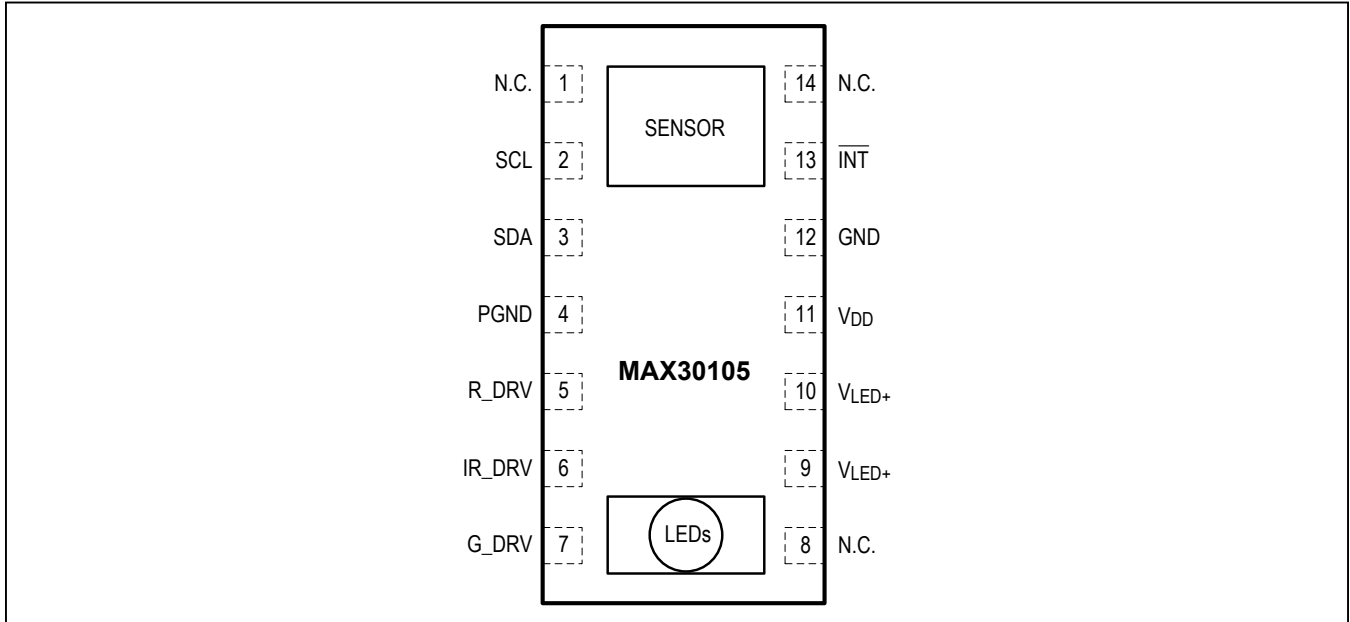 N.C. 1 14 N.C.
SENSOR
SCL 2 13 INT
SDA 3 12 GND
PGND 4 11 VDD
MAX30105
R_DRV 5 10 VLED+
IR_DRV 6 9 VLED+
LEDs
G_DRV 7 8 N.C.